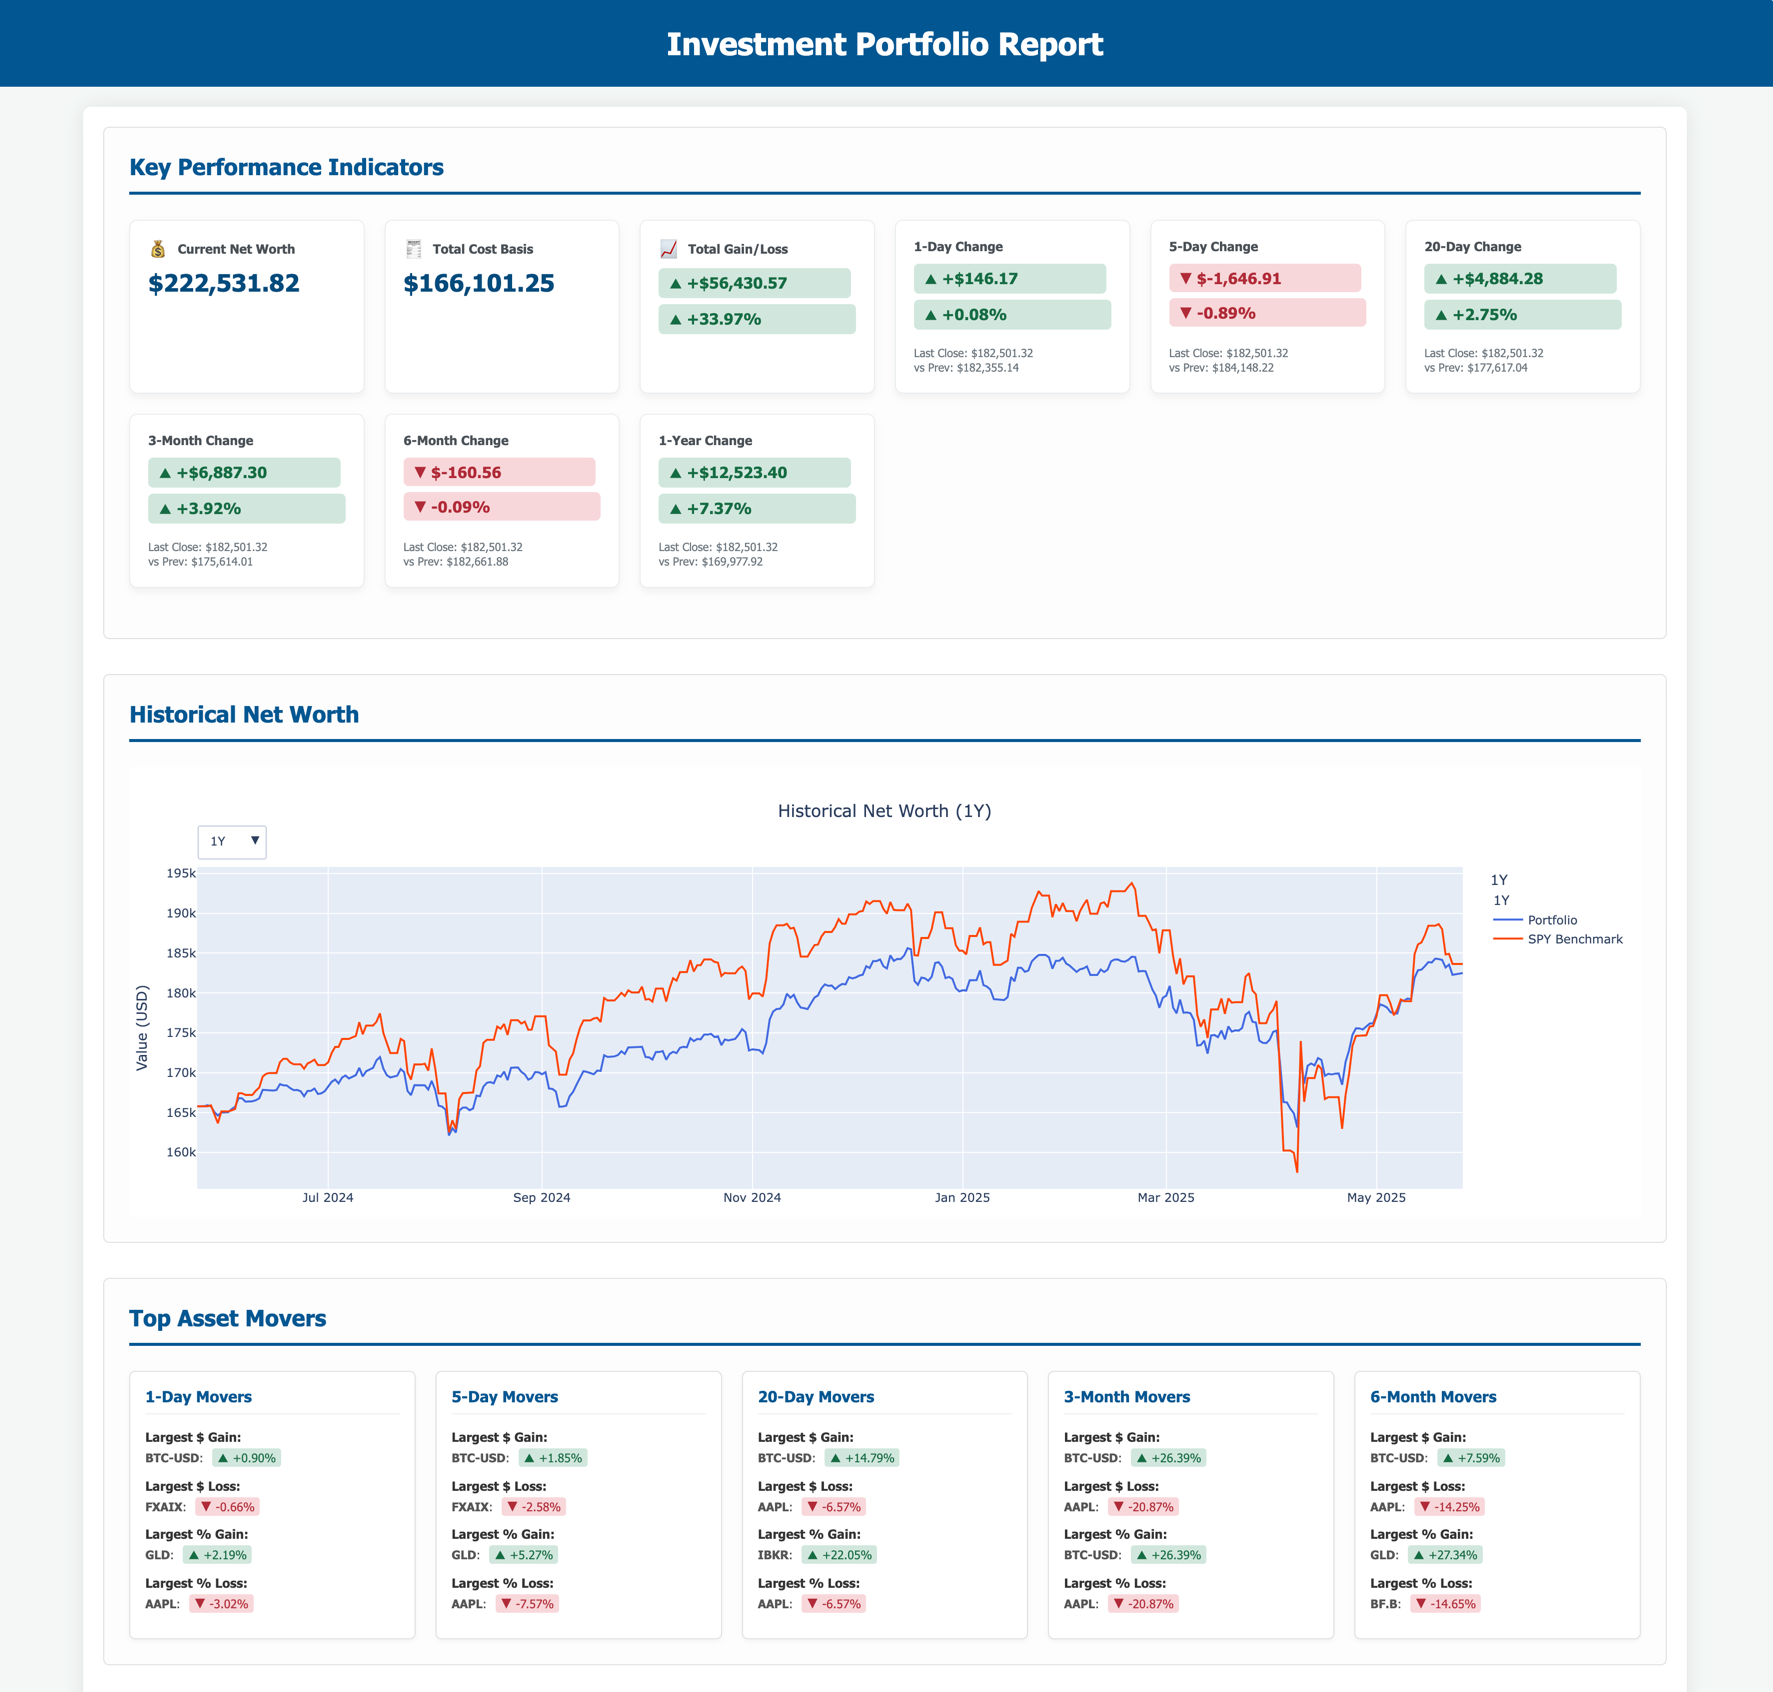 Investment Portfolio Report
Key Performance Indicators
Current Net Worth
$222,531.82
Total Cost Basis
$166,101.25
Total Gain/Loss
▲ +$56,430.57
▲ +33.97%
1-Day Change
▲ +$146.17
▲ +0.08%
Last Close: $182,501.32
vs Prev: $182,355.14
5-Day Change
▼ $-1,646.91
▼ -0.89%
Last Close: $182,501.32
vs Prev: $184,148.22
20-Day Change
▲ +$4,884.28
▲ +2.75%
Last Close: $182,501.32
vs Prev: $177,617.04
3-Month Change
▲ +$6,887.30
▲ +3.92%
Last Close: $182,501.32
vs Prev: $175,614.01
6-Month Change
▼ $-160.56
▼ -0.09%
Last Close: $182,501.32
vs Prev: $182,661.88
1-Year Change
▲ +$12,523.40
▲ +7.37%
Last Close: $182,501.32
vs Prev: $169,977.92
Historical Net Worth
Historical Net Worth (1Y)
1Y ▼
195k
190k
185k
180k
175k
170k
165k
160k
Value (USD)
Jul 2024
Sep 2024
Nov 2024
Jan 2025
Mar 2025
May 2025
1Y
1Y
Portfolio
SPY Benchmark
Top Asset Movers
1-Day Movers
Largest $ Gain:
BTC-USD: ▲ +0.90%
Largest $ Loss:
FXAIX: ▼ -0.66%
Largest % Gain:
GLD: ▲ +2.19%
Largest % Loss:
AAPL: ▼ -3.02%
5-Day Movers
Largest $ Gain:
BTC-USD: ▲ +1.85%
Largest $ Loss:
FXAIX: ▼ -2.58%
Largest % Gain:
GLD: ▲ +5.27%
Largest % Loss:
AAPL: ▼ -7.57%
20-Day Movers
Largest $ Gain:
BTC-USD: ▲ +14.79%
Largest $ Loss:
AAPL: ▼ -6.57%
Largest % Gain:
IBKR: ▲ +22.05%
Largest % Loss:
AAPL: ▼ -6.57%
3-Month Movers
Largest $ Gain:
BTC-USD: ▲ +26.39%
Largest $ Loss:
AAPL: ▼ -20.87%
Largest % Gain:
BTC-USD: ▲ +26.39%
Largest % Loss:
AAPL: ▼ -20.87%
6-Month Movers
Largest $ Gain:
BTC-USD: ▲ +7.59%
Largest $ Loss:
AAPL: ▼ -14.25%
Largest % Gain:
GLD: ▲ +27.34%
Largest % Loss:
BF.B: ▼ -14.65%